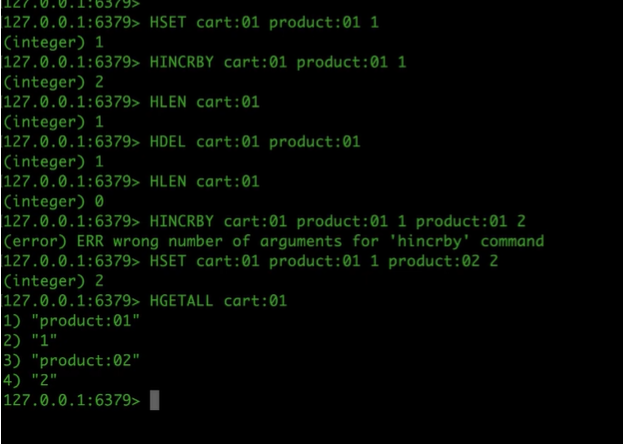 127.0.0.1:6379>
127.0.0.1:6379> HSET cart:01 product:01 1
(integer) 1
127.0.0.1:6379> HINCRBY cart:01 product:01 1
(integer) 2
127.0.0.1:6379> HLEN cart:01
(integer) 1
127.0.0.1:6379> HDEL cart:01 product:01
(integer) 1
127.0.0.1:6379> HLEN cart:01
(integer) 0
127.0.0.1:6379> HINCRBY cart:01 product:01 1 product:01 2
(error) ERR wrong number of arguments for 'hincrby' command
127.0.0.1:6379> HSET cart:01 product:01 1 product:02 2
(integer) 2
127.0.0.1:6379> HGETALL cart:01
1) "product:01"
2) "1"
3) "product:02"
4) "2"
127.0.0.1:6379>